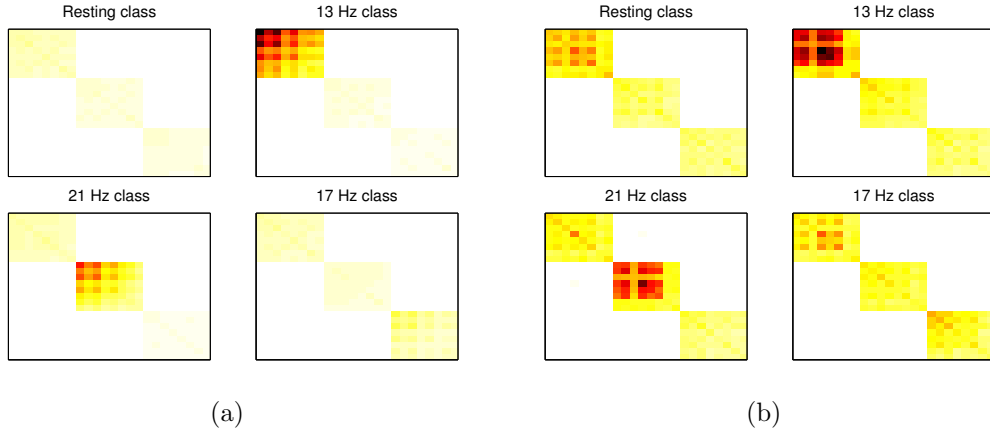 Resting class
13 Hz class
21 Hz class
17 Hz class
(a)
Resting class
13 Hz class
21 Hz class
17 Hz class
(b)